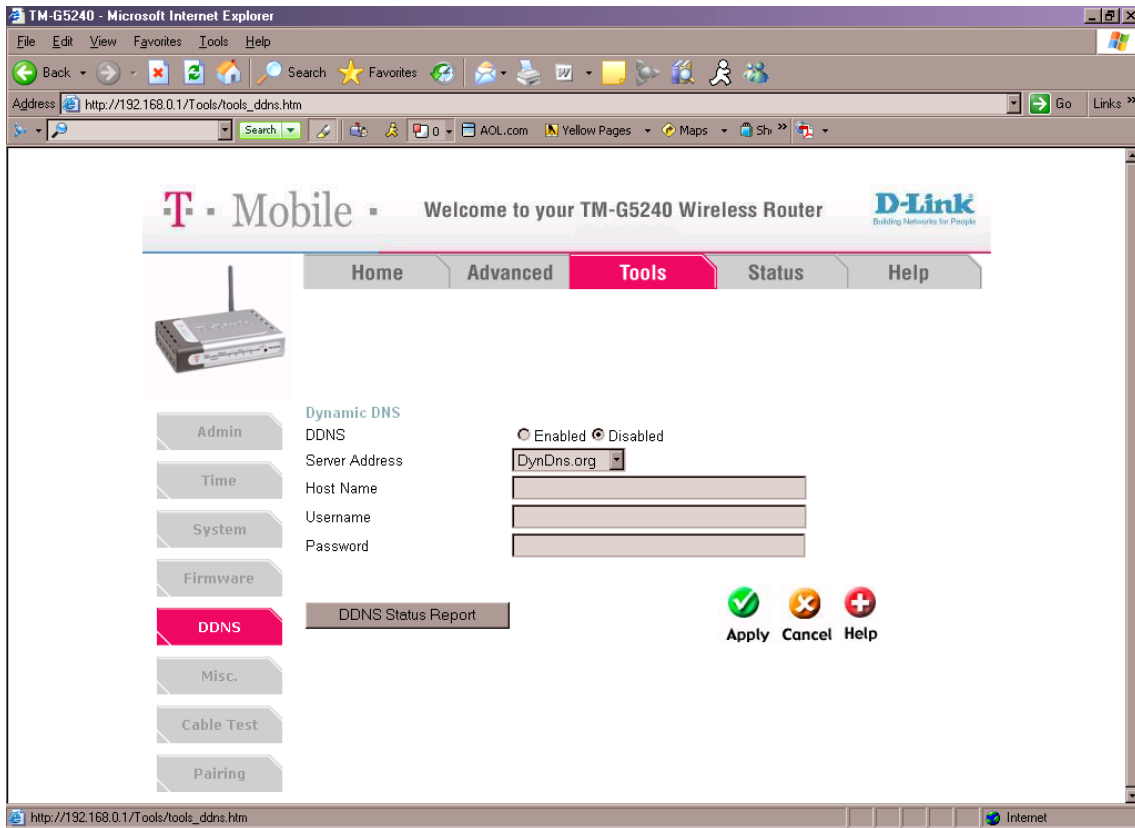 TM-G5240 - Microsoft Internet Explorer
File Edit View Favorites Tools Help
Back Search Favorites
Address http://192.168.0.1/Tools/tools_ddns.htm Go Links »
Search 0 AOL.com Yellow Pages Maps Sh »
T · Mobile · Welcome to your TM-G5240 Wireless Router D-Link
Building Networks for People
Home Advanced Tools Status Help
Admin
Time
System
Firmware
DDNS
Misc.
Cable Test
Pairing
Dynamic DNS
DDNS Enabled Disabled
Server Address DynDns.org
Host Name
Username
Password
DDNS Status Report
Apply Cancel Help
http://192.168.0.1/Tools/tools_ddns.htm Internet